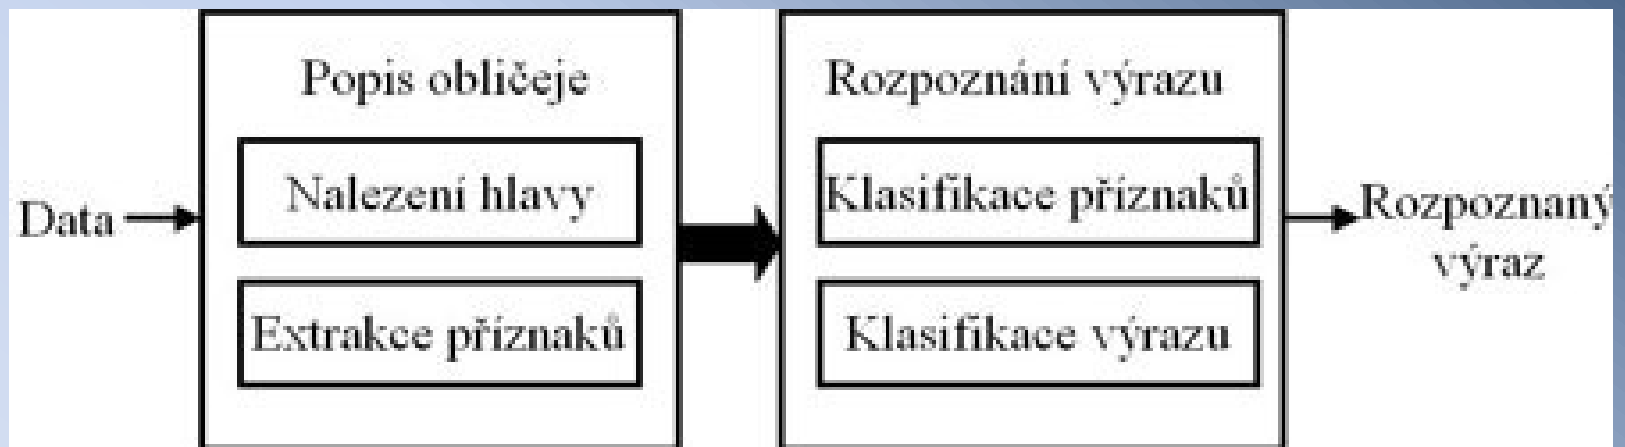 Data
Popis obličeje
Nalezení hlavy
Extrakce příznaků
Rozpoznání výrazu
Klasifikace příznaků
Klasifikace výrazu
Rozpoznaný
výraz